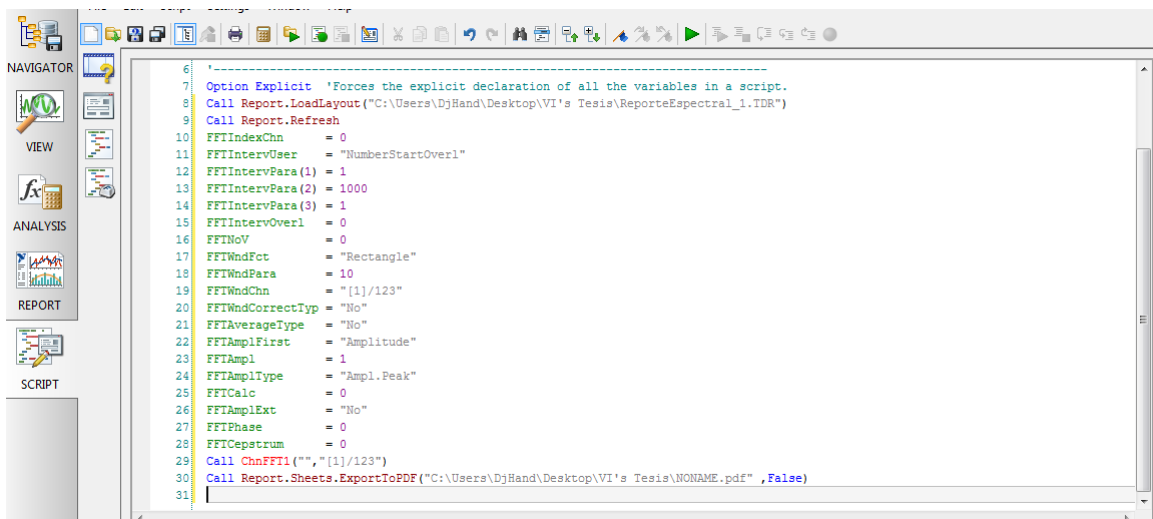 NAVIGATOR
VIEW
ANALYSIS
REPORT
SCRIPT
6 '-------------------------------------------------------------------------------
7 Option Explicit 'Forces the explicit declaration of all the variables in a script.
8 Call Report.LoadLayout("C:\Users\DjHand\Desktop\VI's Tesis\ReporteEspectral_1.TDR")
9 Call Report.Refresh
10 FFTIndexChn = 0
11 FFTIntervUser = "NumberStartOverl"
12 FFTIntervPara(1) = 1
13 FFTIntervPara(2) = 1000
14 FFTIntervPara(3) = 1
15 FFTIntervOverl = 0
16 FFTNoV = 0
17 FFTWndFct = "Rectangle"
18 FFTWndPara = 10
19 FFTWndChn = "[1]/123"
20 FFTWndCorrectTyp = "No"
21 FFTAverageType = "No"
22 FFTAmplFirst = "Amplitude"
23 FFTAmpl = 1
24 FFTAmplType = "Ampl.Peak"
25 FFTCalc = 0
26 FFTAmplExt = "No"
27 FFTPhase = 0
28 FFTCepstrum = 0
29 Call ChnFFT1("","[1]/123")
30 Call Report.Sheets.ExportToPDF("C:\Users\DjHand\Desktop\VI's Tesis\NONAME.pdf" ,False)
31